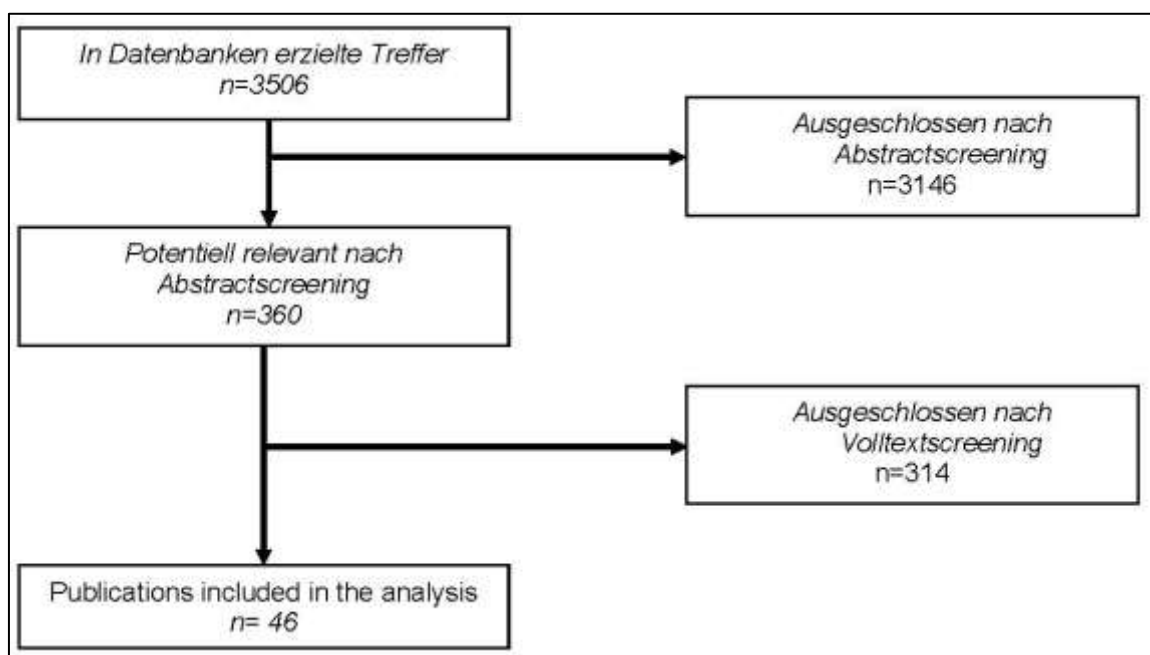 In Datenbanken erzielte Treffer
n=3506
Ausgeschlossen nach
Abstractscreening
n=3146
Potentiell relevant nach
Abstractscreening
n=360
Ausgeschlossen nach
Volltextscreening
n=314
Publications included in the analysis
n= 46